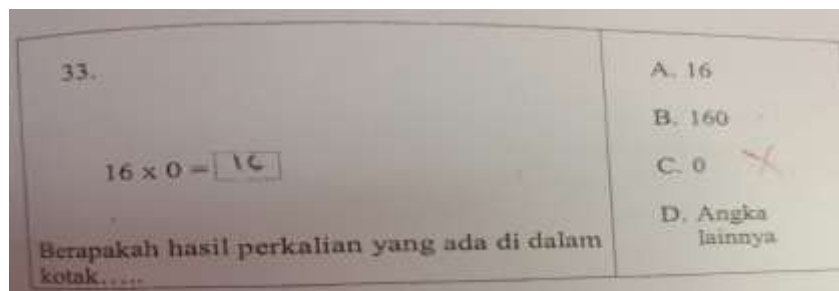 33.
16 x 0 = 16
Berapakah hasil perkalian yang ada di dalam
kotak.....
A. 16
B. 160
C. 0
D. Angka
lainnya